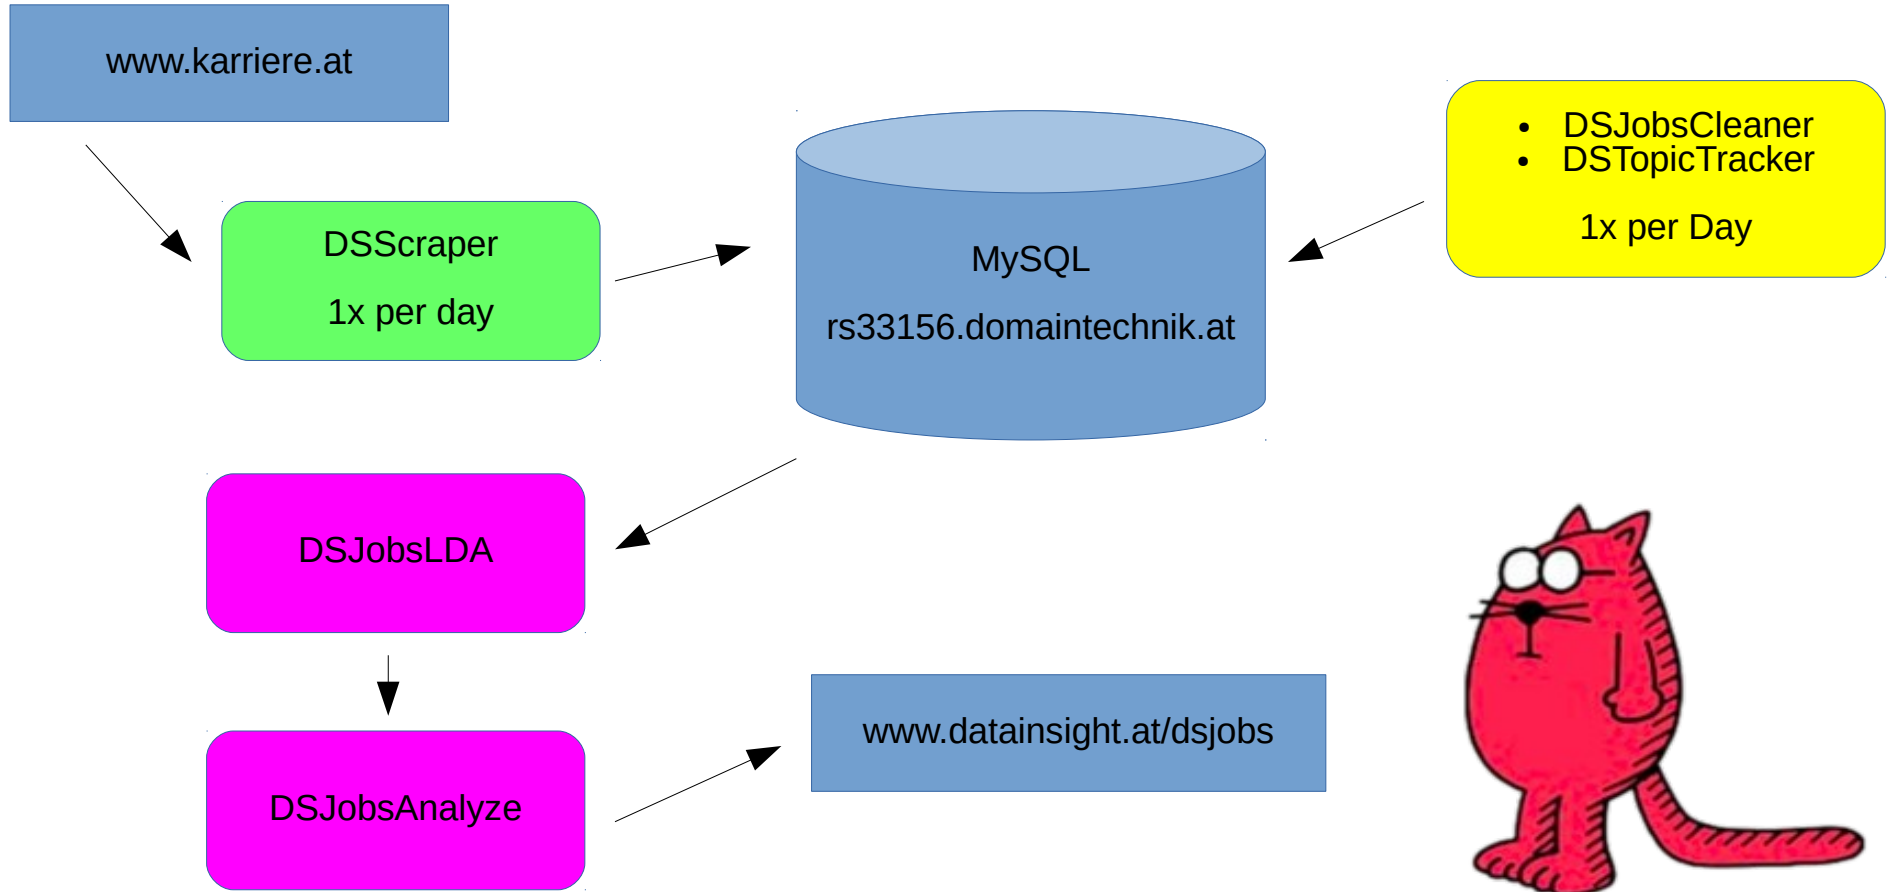 www.karriere.at
DSScraper
1x per day
MySQL
rs33156.domaintechnik.at
• DSJobsCleaner
• DSTopicTracker
1x per Day
DSJobsLDA
DSJobsAnalyze
www.datainsight.at/dsjobs